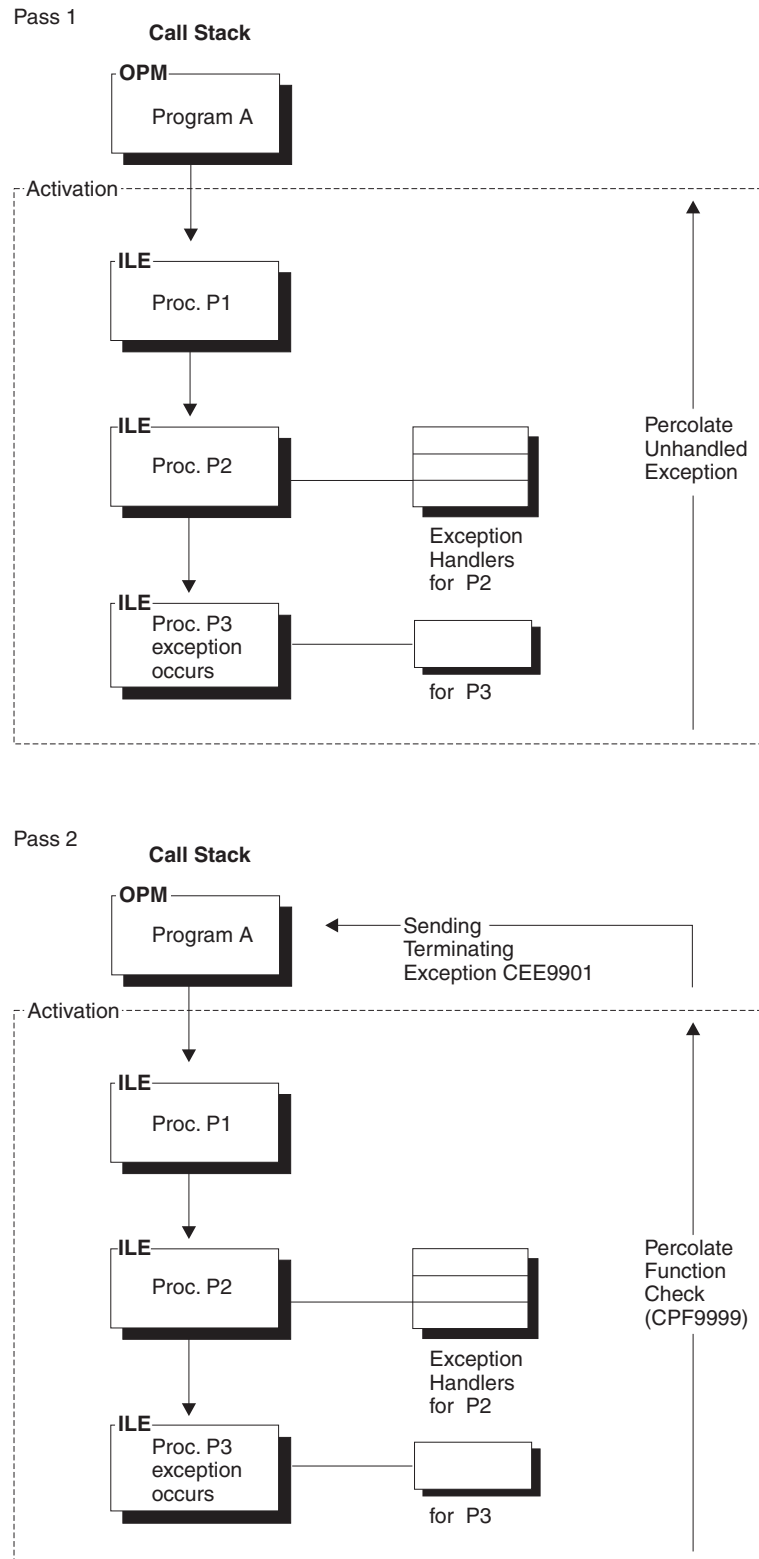 Pass 1
Call Stack
OPM
Program A
Activation
ILE
Proc. P1
ILE
Proc. P2
Exception
Handlers
for P2
Percolate
Unhandled
Exception
ILE
Proc. P3
exception
occurs
for P3
Pass 2
Call Stack
OPM
Program A
Sending
Terminating
Exception CEE9901
Activation
ILE
Proc. P1
ILE
Proc. P2
Exception
Handlers
for P2
Percolate
Function
Check
(CPF9999)
ILE
Proc. P3
exception
occurs
for P3